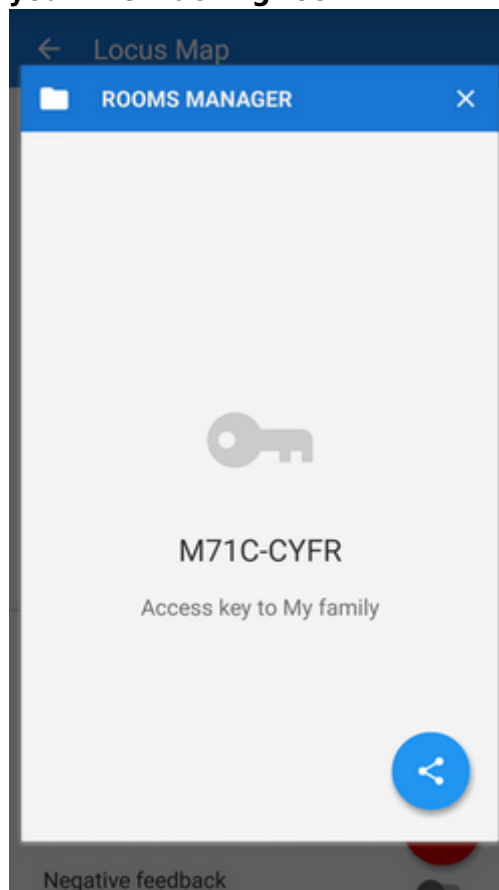 Locus Map
ROOMS MANAGER
M71C-CYFR
Access key to My family
Negative feedback